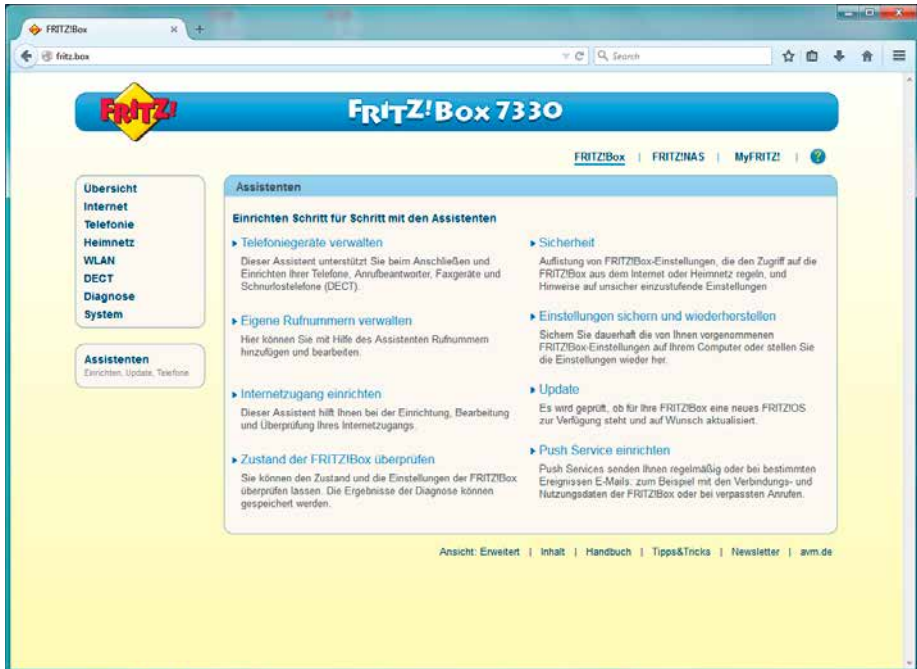 FRITZ!Box
fritz.box
Search
FRITZ!
FRITZ!Box 7330
FRITZ!Box | FRITZ!NAS | MyFRITZ! | ?
Übersicht
Internet
Telefonie
Heimnetz
WLAN
DECT
Diagnose
System
Assistenten
Einrichten, Update, Telefone
Assistenten
Einrichten Schritt für Schritt mit den Assistenten
Telefoniegeräte verwalten
Dieser Assistent unterstützt Sie beim Anschließen und
Einrichten Ihrer Telefone, Anrufbeantworter, Faxgeräte und
Schnurlostelefone (DECT).
Eigene Rufnummern verwalten
Hier können Sie mit Hilfe des Assistenten Rufnummern
hinzufügen und bearbeiten.
Internetzugang einrichten
Dieser Assistent hilft Ihnen bei der Einrichtung, Bearbeitung
und Überprüfung Ihres Internetzugangs.
Zustand der FRITZ!Box überprüfen
Sie können den Zustand und die Einstellungen der FRITZ!Box
überprüfen lassen. Die Ergebnisse der Diagnose können
gespeichert werden.
Sicherheit
Auflistung von FRITZ!Box-Einstellungen, die den Zugriff auf die
FRITZ!Box aus dem Internet oder Heimnetz regeln, und
Hinweise auf unsicher einzustufende Einstellungen
Einstellungen sichern und wiederherstellen
Sichern Sie dauerhaft die von Ihnen vorgenommenen
FRITZ!Box-Einstellungen auf Ihrem Computer oder stellen Sie
die Einstellungen wieder her.
Update
Es wird geprüft, ob für Ihre FRITZ!Box eine neues FRITZ!OS
zur Verfügung steht und auf Wunsch aktualisiert.
Push Service einrichten
Push Services senden Ihnen regelmäßig oder bei bestimmten
Ereignissen E-Mails: zum Beispiel mit den Verbindungs- und
Nutzungsdaten der FRITZ!Box oder bei verpassten Anrufen.
Ansicht: Erweitert | Inhalt | Handbuch | Tipps&Tricks | Newsletter | avm.de